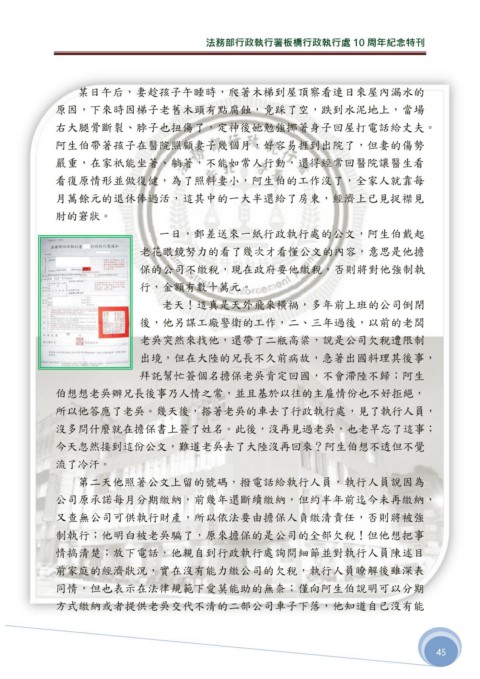 法務部行政執行署板橋行政執行處 10 周年紀念特刊
某日午后，妻趁孩子午睡時，爬著木梯到屋頂察看連日來屋內漏水的
原因，下來時因梯子老舊木頭有點腐蝕，竟踩了空，跌到水泥地上，當場
右大腿骨斷裂、脖子也扭傷了，定神後她勉強挪著身子回屋打電話給丈夫。
阿生伯帶著孩子在醫院照顧妻子幾個月，好容易捱到出院了，但妻的傷勢
嚴重，在家祇能坐著、躺著，不能如常人行動，還得經常回醫院讓醫生看
看復原情形並做復健，為了照料妻小，阿生伯的工作沒了，全家人就靠每
月萬餘元的退休俸過活，這其中的一大半還給了房東，經濟上已見捉襟見
肘的窘狀。
一日，郵差送來一紙行政執行處的公文，阿生伯戴起
老花眼鏡努力的看了幾次才看懂公文的內容，意思是他擔
保的公司不繳稅，現在政府要他繳稅，否則將對他強制執
行，金額有數十萬元。
老天！這真是天外飛來橫禍，多年前上班的公司倒閉
後，他另謀工廠警衛的工作，二、三年過後，以前的老闆
老吳突然來找他，還帶了二瓶高粱，說是公司欠稅遭限制
出境，但在大陸的兄長不久前病故，急著出國料理其後事，
拜託幫忙簽個名擔保老吳會定回國，不會滯陸不歸；阿生
伯想想老吳辦兄長後事乃人情之常，並且基於以往的主雇情份也不好拒絕，
所以他答應了老吳。幾天後，搭著老吳的車去了行政執行處，見了執行人員，
沒多問什麼就在擔保書上簽了姓名。此後，沒再見過老吳，也老早忘了這事；
今天忽然接到這份公文，難道老吳去了大陸沒再回來？阿生伯想不透但不覺
流了冷汗。
第二天他照著公文上留的號碼，撥電話給執行人員，執行人員說因為
公司原承諾每月分期繳納，前幾年還斷續繳納，但約半年前迄今未再繳納，
又查無公司可供執行財產，所以依法要由擔保人負繳清責任，否則將被強
制執行；他明白被老吳騙了，原來擔保的是公司的全部欠稅！但他想把事
情搞清楚；放下電話，他親自到行政執行處詢問細節並對執行人員陳述目
前家庭的經濟狀況，實在沒有能力繳公司的欠稅，執行人員瞭解後雖深表
同情，但也表示在法律規範下愛莫能助的無奈；僅向阿生伯說明可以分期
方式繳納或者提供老吳交代不清的二部公司車子下落，他知道自己沒有能
45